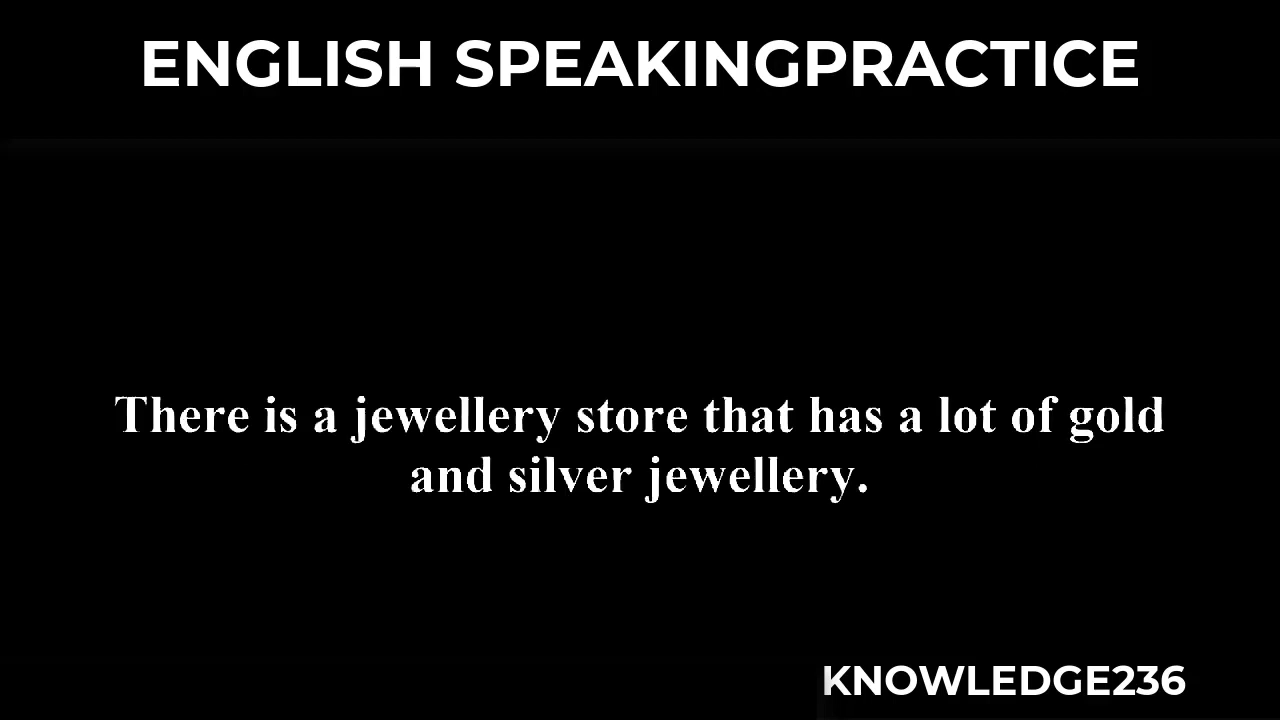 ENGLISH SPEAKINGPRACTICE
There is a jewellery store that has a lot of gold
and silver jewellery.
KNOWLEDGE236